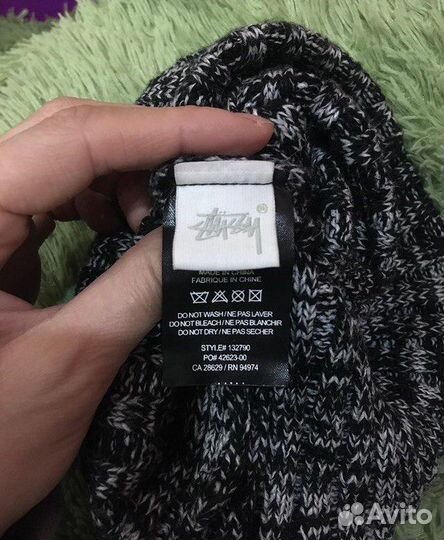 Stüssy ®
MADE IN CHINA
FABRIQUE IN CHINE
DO NOT WASH / NE PAS LAVER
DO NOT BLEACH / NE PAS BLANCHIR
DO NOT DRY / NE PAS SECHER
STYLE# 132790
PO# 42623-00
CA 28629 / RN 94974
Avito